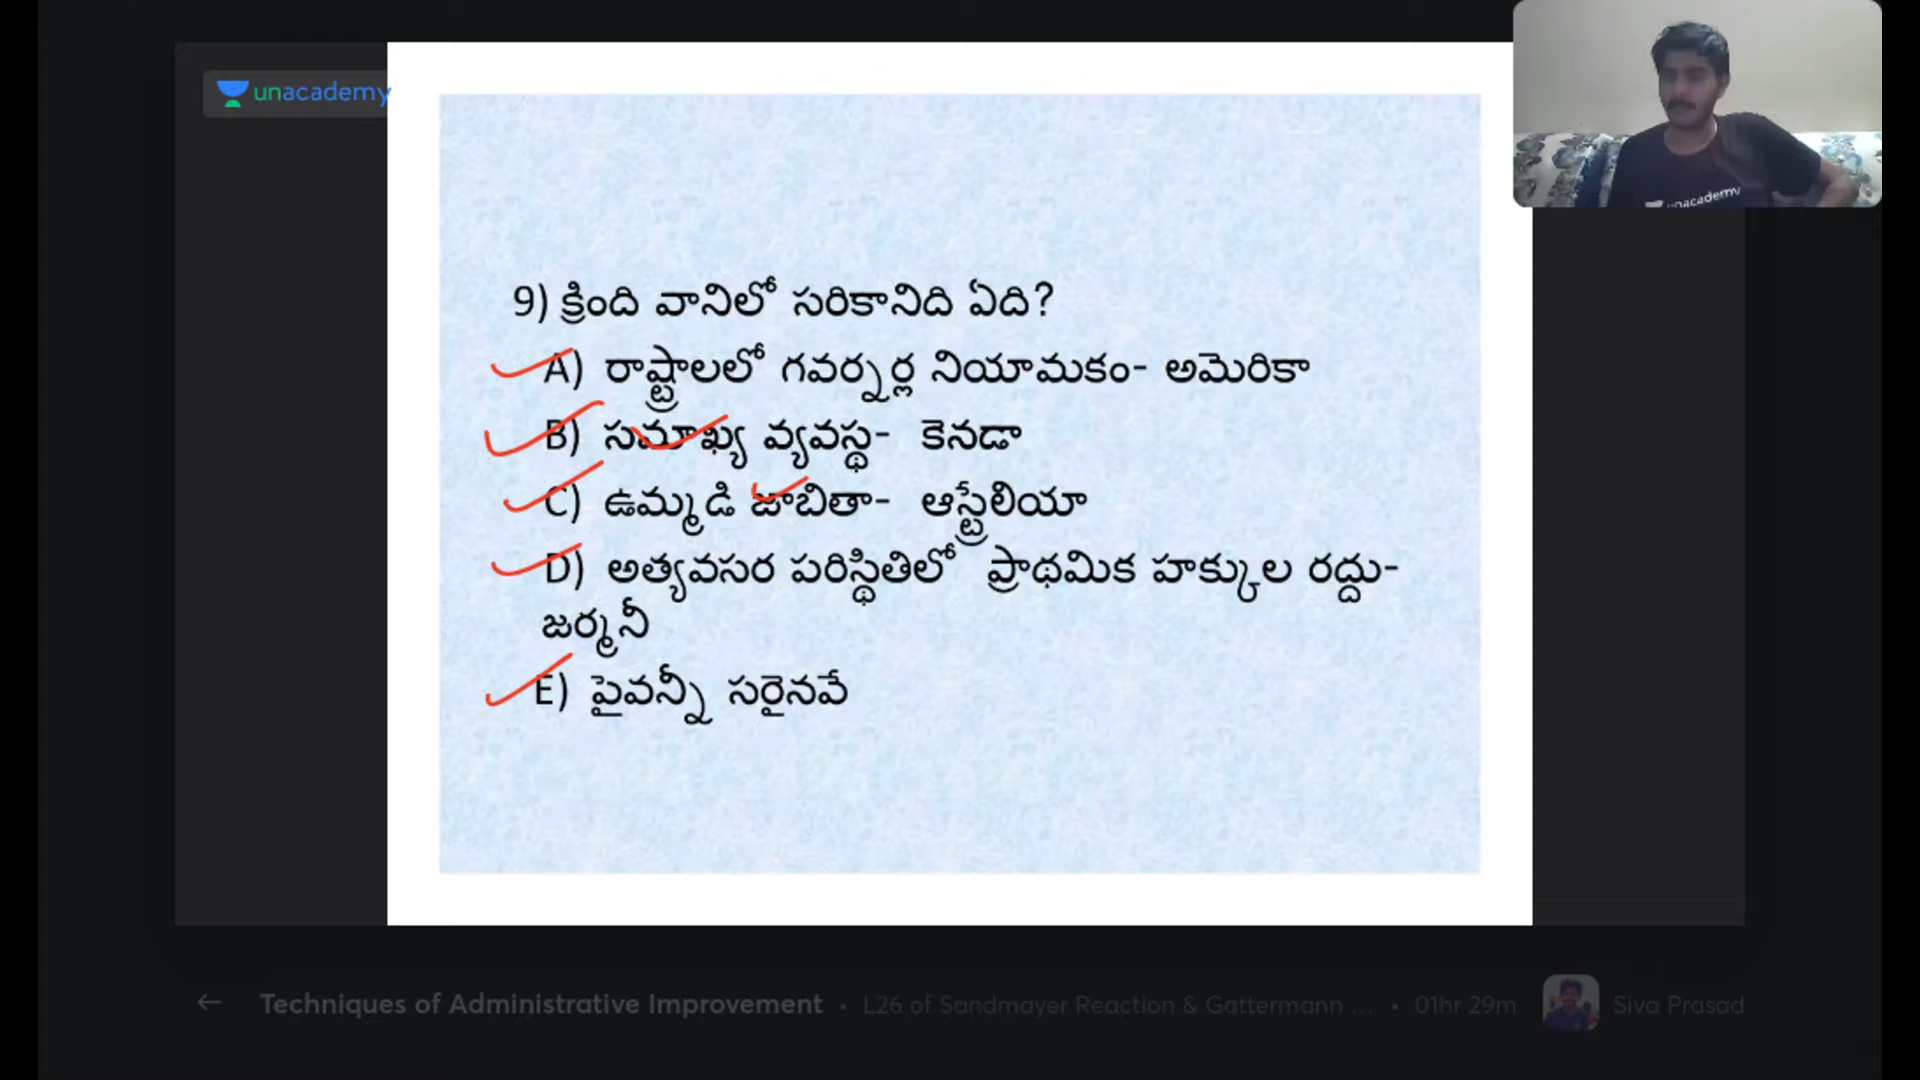 unacademy
unacademy
9) క్రింది వానిలో సరికానిది ఏది?
A) రాష్ట్రాలలో గవర్నర్ల నియామకం- అమెరికా
B) సమాఖ్య వ్యవస్థ- కెనడా
C) ఉమ్మడి జాబితా- ఆస్ట్రేలియా
D) అత్యవసర పరిస్థితిలో ప్రాథమిక హక్కుల రద్దు-
జర్మనీ
E) పైవన్నీ సరైనవే
Techniques of Administrative Improvement • L26 of Sandmayer Reaction & Gattermann ... • 01hr 29m Siva Prasad